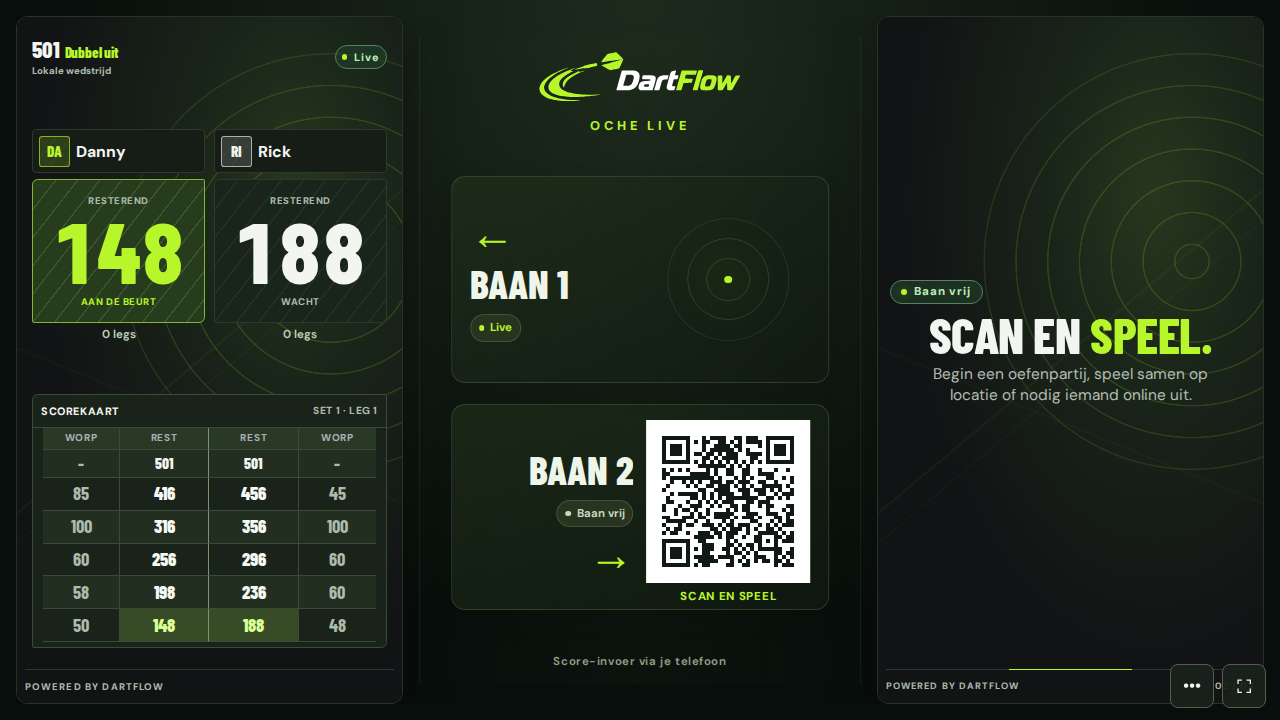 501 Dubbel uit
Lokale wedstrijd
Live
DA Danny
RI Rick
RESTEREND
148
AAN DE BEURT
RESTEREND
188
WACHT
0 legs
0 legs
SCOREKAART SET 1 · LEG 1
WORP REST REST WORP
– 501 501 –
85 416 456 45
100 316 356 100
60 256 296 60
58 198 236 60
50 148 188 48
POWERED BY DARTFLOW
DartFlow
OCHE LIVE
←
BAAN 1
Live
BAAN 2
Baan vrij
→
SCAN EN SPEEL
Score-invoer via je telefoon
Baan vrij
SCAN EN SPEEL.
Begin een oefenpartij, speel samen op
locatie of nodig iemand online uit.
POWERED BY DARTFLOW